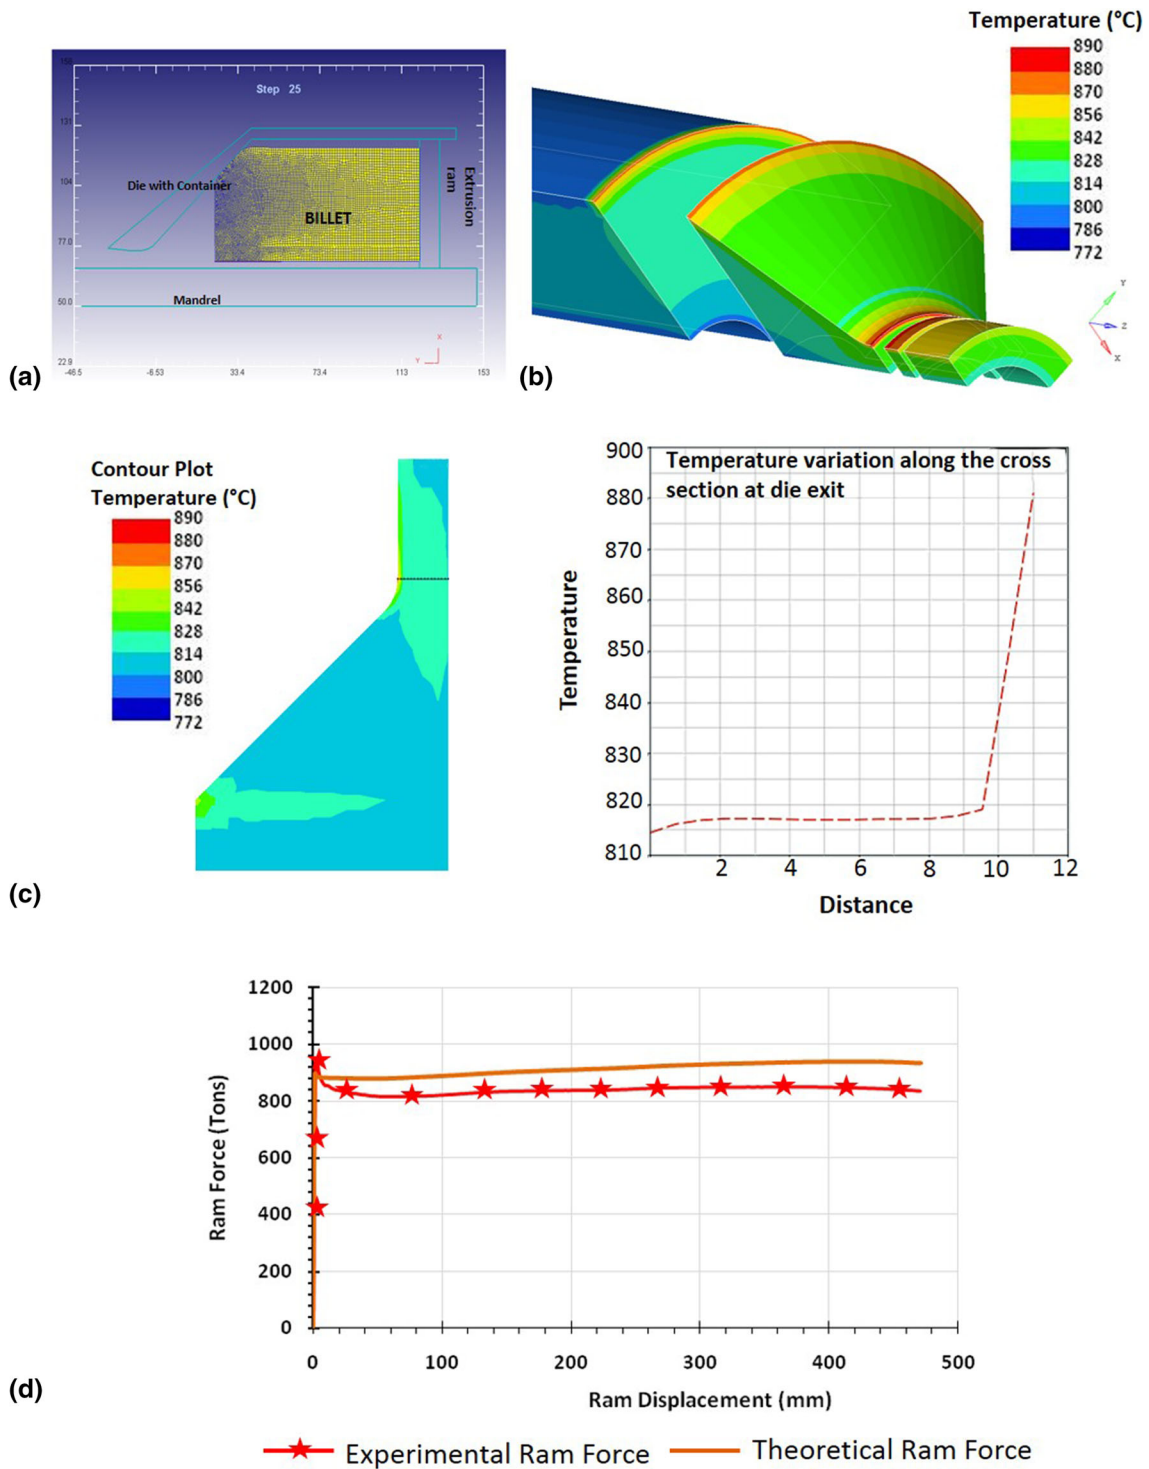 Temperature (°C)
890
880
870
856
842
828
814
800
786
772
Y
Z
X
Step 25
131
104
77.0
50.0
22.9
-46.5
-6.53
33.4
73.4
113
153
Die with Container
BILLET
Extrusion
ram
Mandrel
X
Y
(a)
(b)
Contour Plot
Temperature (°C)
890
880
870
856
842
828
814
800
786
772
(c)
Temperature variation along the cross
section at die exit
900
880
870
860
850
840
830
820
810
Temperature
2
4
6
8
10
12
Distance
1200
1000
800
600
400
200
0
Ram Force (Tons)
0
100
200
300
400
500
Ram Displacement (mm)
(d)
Experimental Ram Force
Theoretical Ram Force